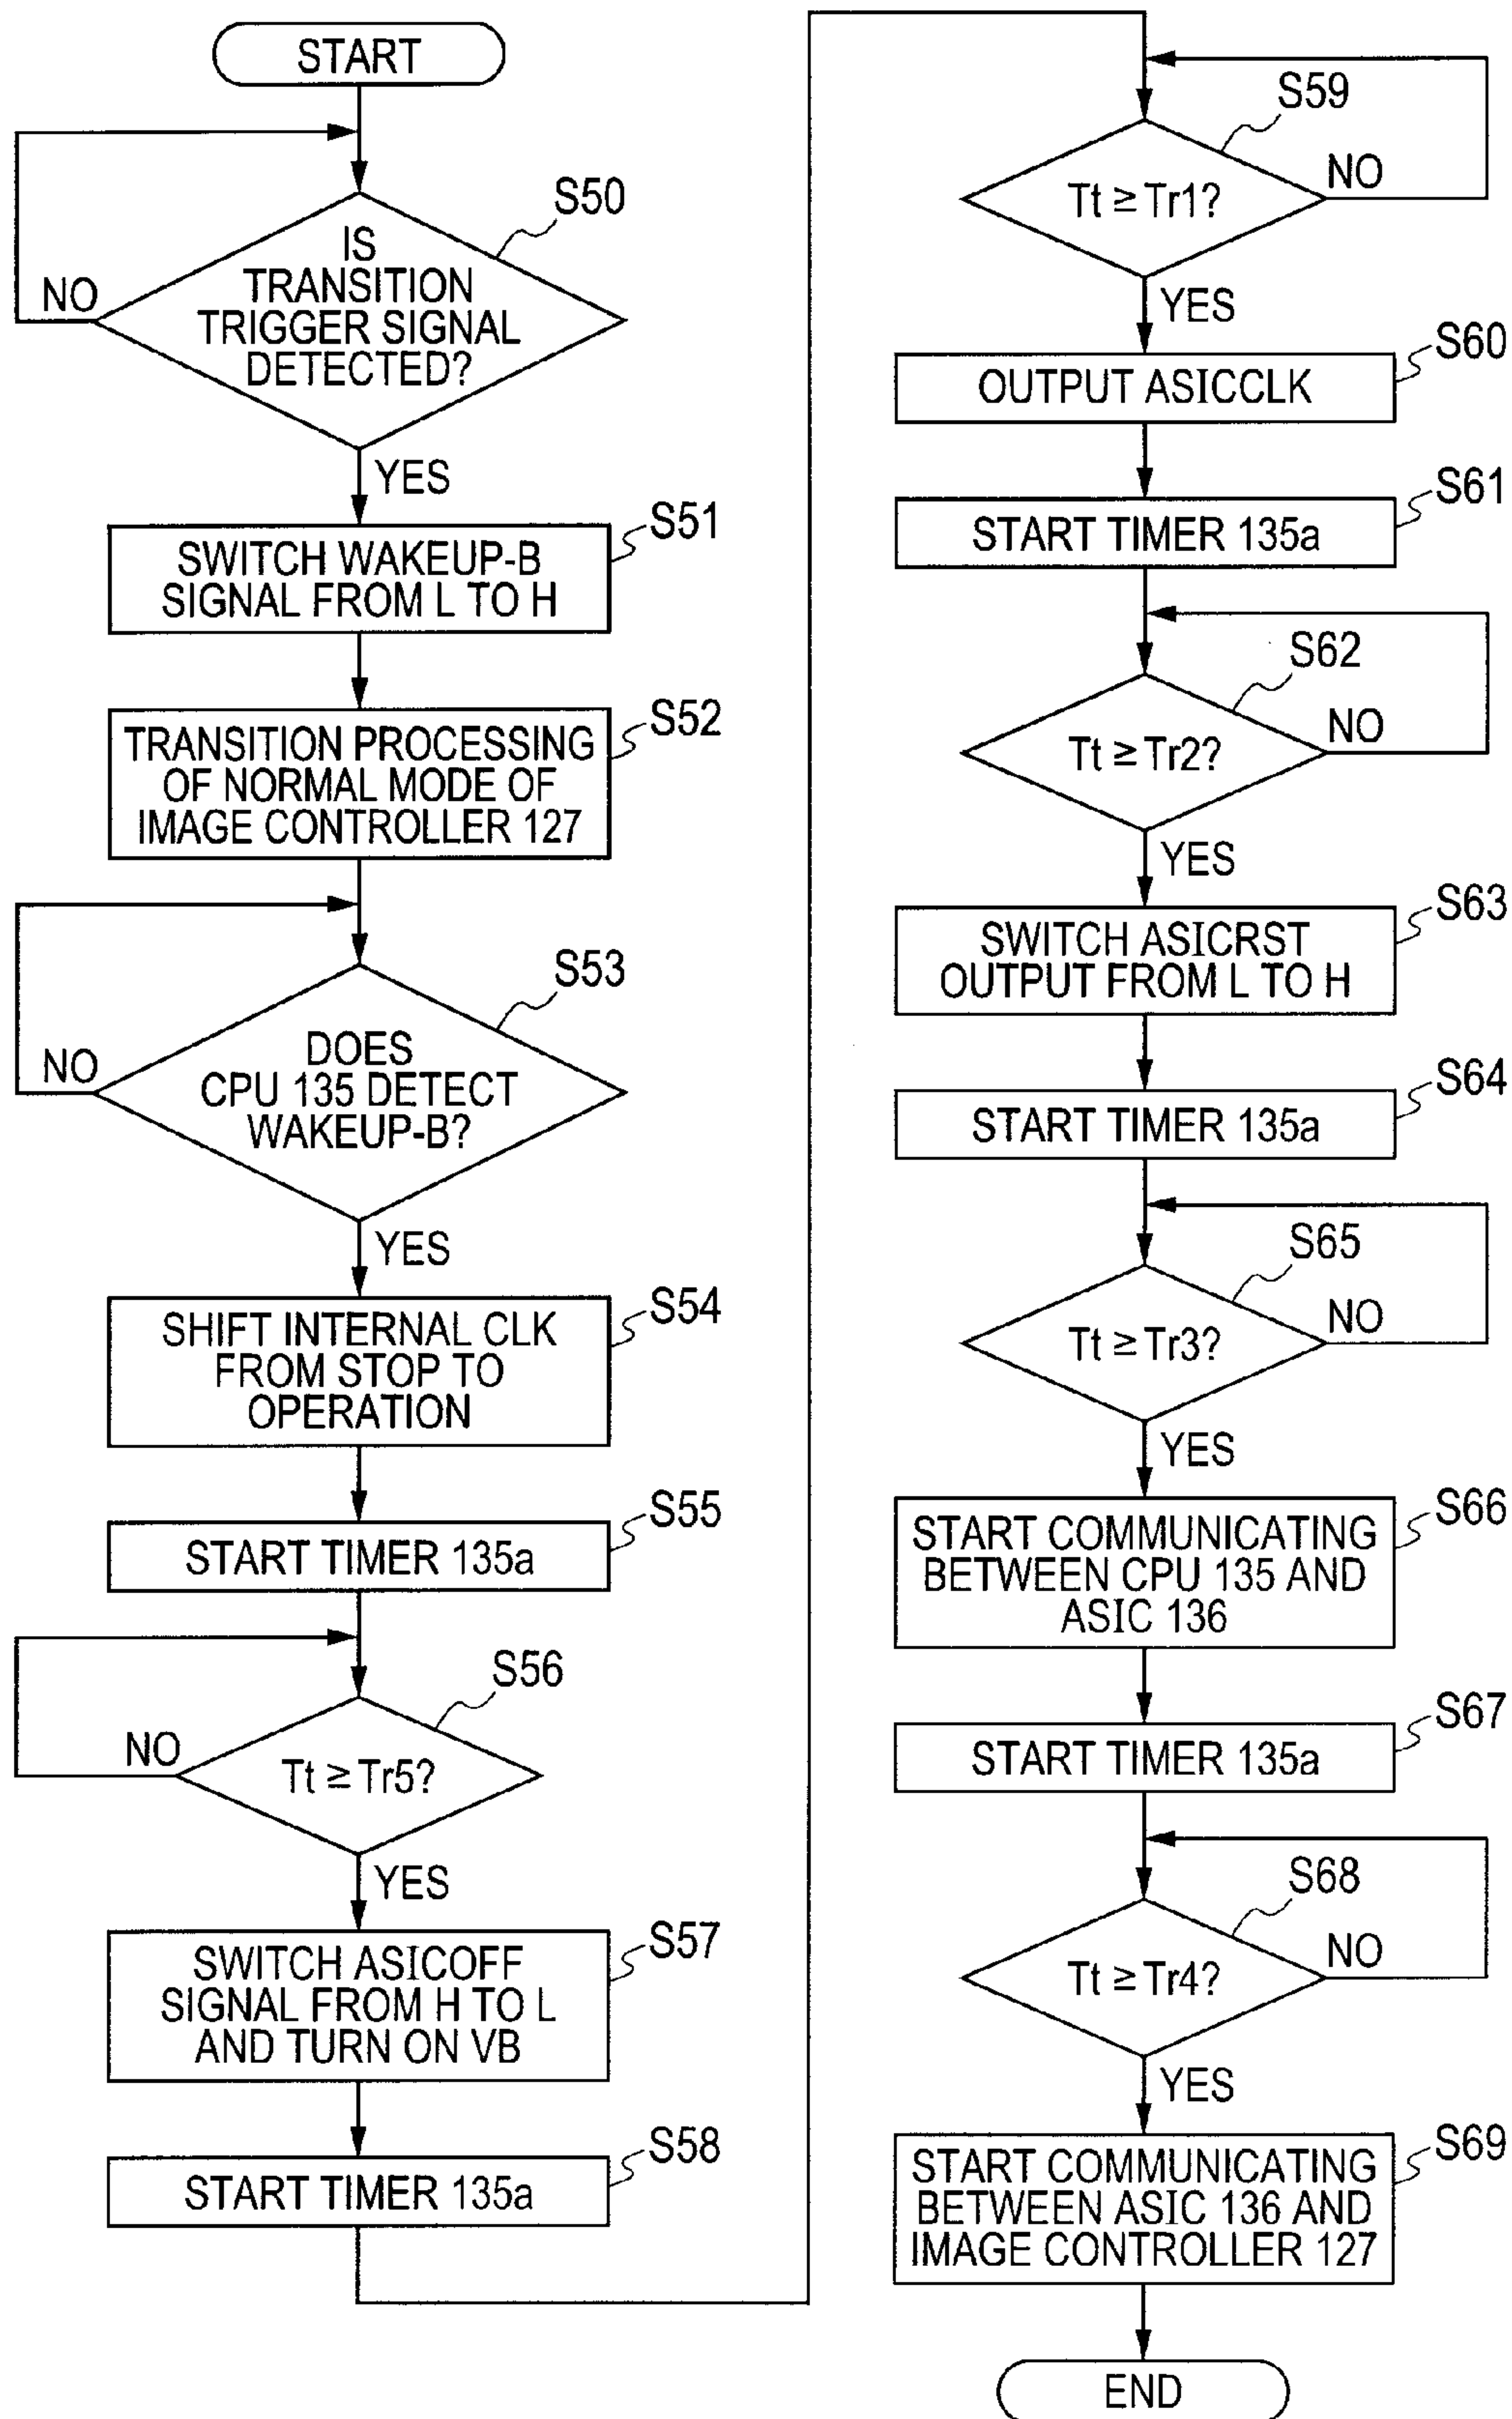 START
S50
IS
TRANSITION
TRIGGER SIGNAL
DETECTED?
NO
YES
S51
SWITCH WAKEUP-B
SIGNAL FROM L TO H
S52
TRANSITION PROCESSING
OF NORMAL MODE OF
IMAGE CONTROLLER 127
S53
DOES
CPU 135 DETECT
WAKEUP-B?
NO
YES
S54
SHIFT INTERNAL CLK
FROM STOP TO
OPERATION
S55
START TIMER 135a
S56
Tt ≥ Tr5?
NO
YES
S57
SWITCH ASICOFF
SIGNAL FROM H TO L
AND TURN ON VB
S58
START TIMER 135a
S59
Tt ≥ Tr1?
NO
YES
S60
OUTPUT ASICCLK
S61
START TIMER 135a
S62
Tt ≥ Tr2?
NO
YES
S63
SWITCH ASICRST
OUTPUT FROM L TO H
S64
START TIMER 135a
S65
Tt ≥ Tr3?
NO
YES
S66
START COMMUNICATING
BETWEEN CPU 135 AND
ASIC 136
S67
START TIMER 135a
S68
Tt ≥ Tr4?
NO
YES
S69
START COMMUNICATING
BETWEEN ASIC 136 AND
IMAGE CONTROLLER 127
END